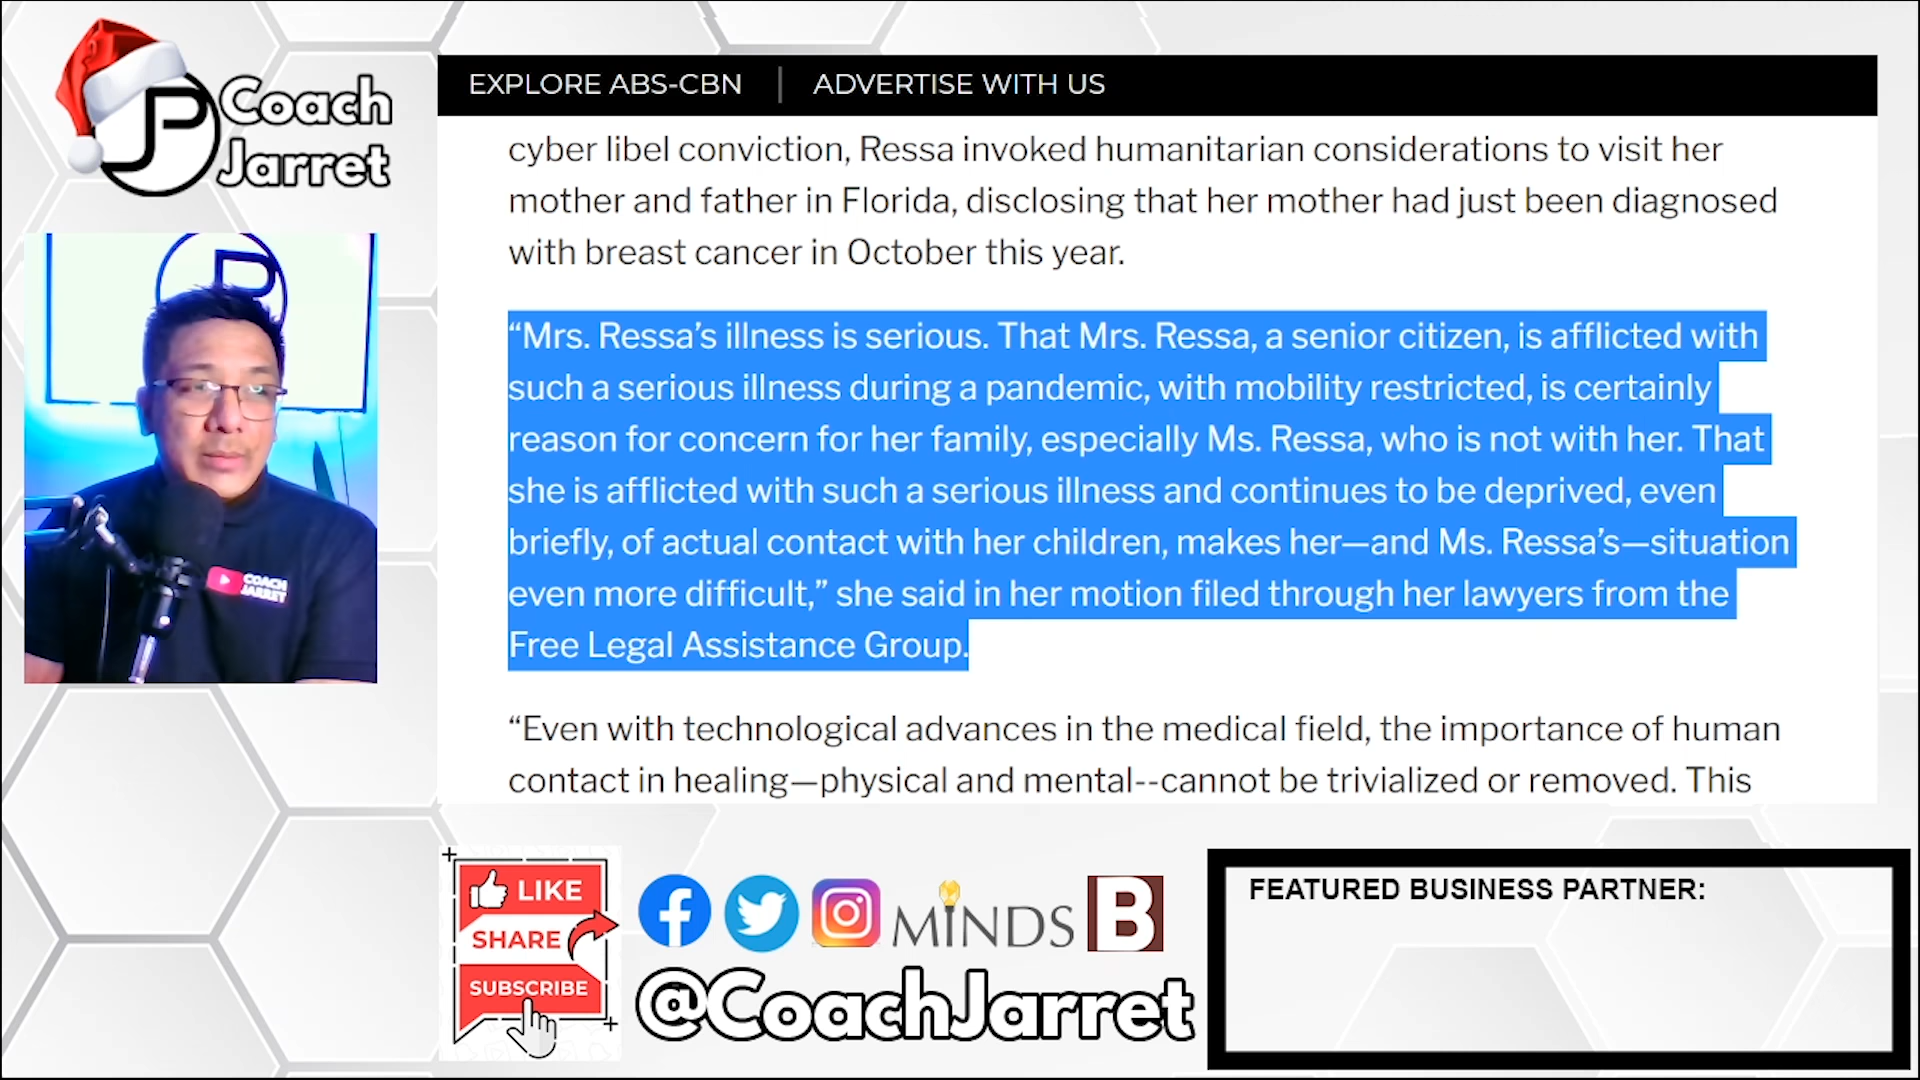 Coach
Jarret
EXPLORE ABS-CBN | ADVERTISE WITH US
cyber libel conviction, Ressa invoked humanitarian considerations to visit her
mother and father in Florida, disclosing that her mother had just been diagnosed
with breast cancer in October this year.
“Mrs. Ressa’s illness is serious. That Mrs. Ressa, a senior citizen, is afflicted with
such a serious illness during a pandemic, with mobility restricted, is certainly
reason for concern for her family, especially Ms. Ressa, who is not with her. That
she is afflicted with such a serious illness and continues to be deprived, even
briefly, of actual contact with her children, makes her—and Ms. Ressa’s—situation
even more difficult,” she said in her motion filed through her lawyers from the
Free Legal Assistance Group.
“Even with technological advances in the medical field, the importance of human
contact in healing—physical and mental--cannot be trivialized or removed. This
COACH
JARRET
LIKE
SHARE
SUBSCRIBE
MINDS
B
@CoachJarret
FEATURED BUSINESS PARTNER: